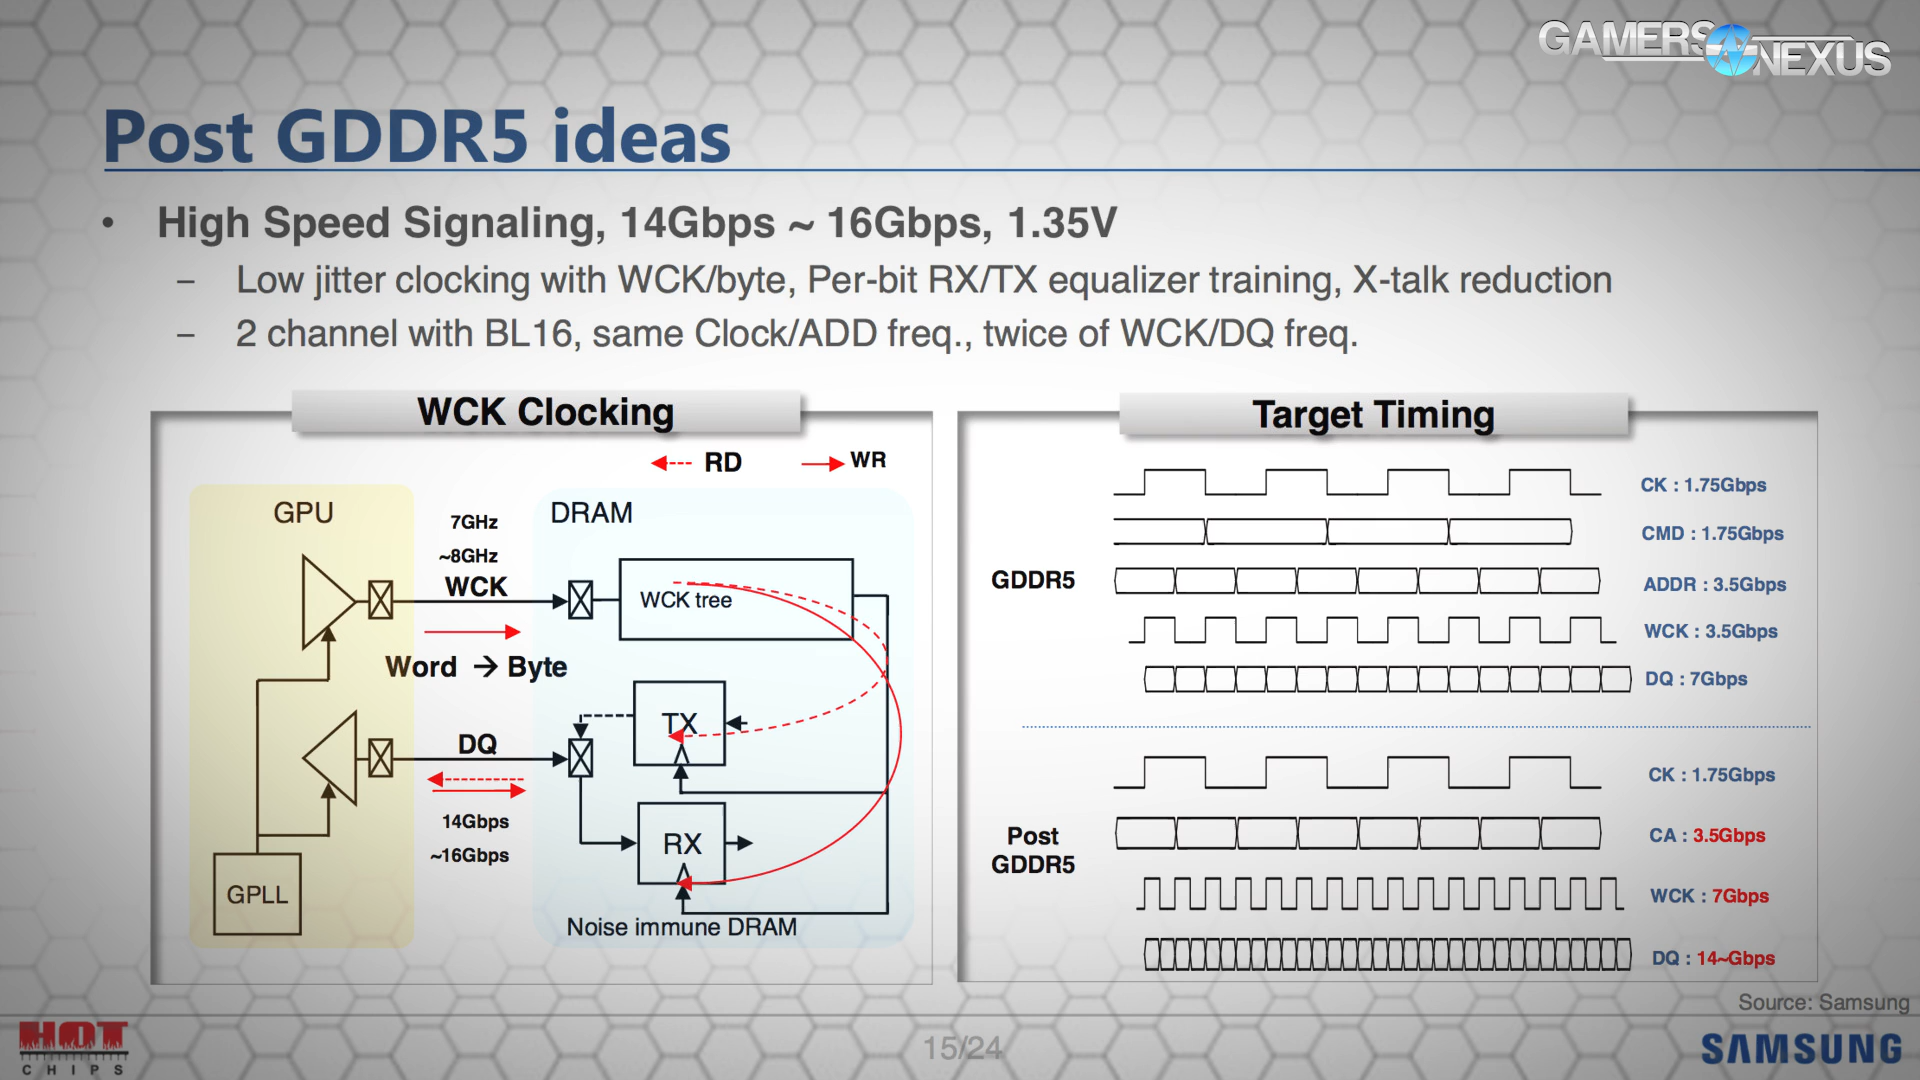 GAMERS NEXUS
Post GDDR5 ideas
• High Speed Signaling, 14Gbps ~ 16Gbps, 1.35V
– Low jitter clocking with WCK/byte, Per-bit RX/TX equalizer training, X-talk reduction
– 2 channel with BL16, same Clock/ADD freq., twice of WCK/DQ freq.
WCK Clocking
RD
WR
GPU
7GHz
~8GHz
WCK
DRAM
WCK tree
Word → Byte
TX
DQ
14Gbps
~16Gbps
RX
GPLL
Noise immune DRAM
Target Timing
GDDR5
CK : 1.75Gbps
CMD : 1.75Gbps
ADDR : 3.5Gbps
WCK : 3.5Gbps
DQ : 7Gbps
Post
GDDR5
CK : 1.75Gbps
CA : 3.5Gbps
WCK : 7Gbps
DQ : 14~Gbps
Source: Samsung
HOT
CHIPS
15/24
SAMSUNG